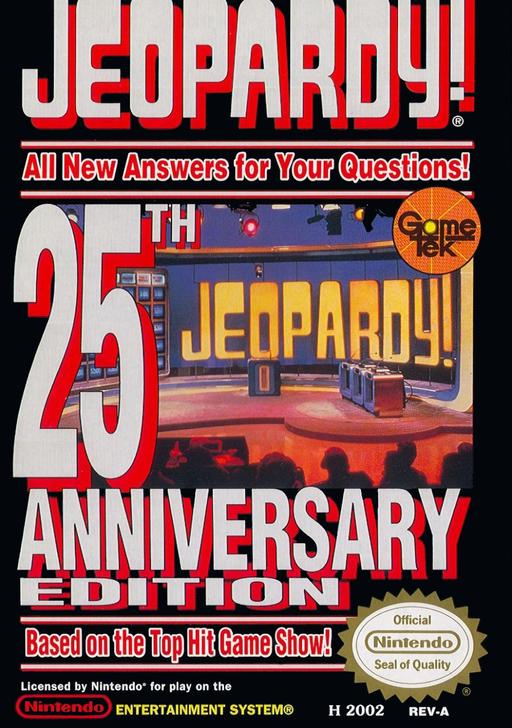 JEOPARDY!®
All New Answers for Your Questions!
25TH
Game
Tek
JEOPARDY!
ANNIVERSARY
EDITION
Based on the Top Hit Game Show!
Official
Nintendo
Seal of Quality
®
Licensed by Nintendo® for play on the
Nintendo ENTERTAINMENT SYSTEM®
H 2002 REV-A